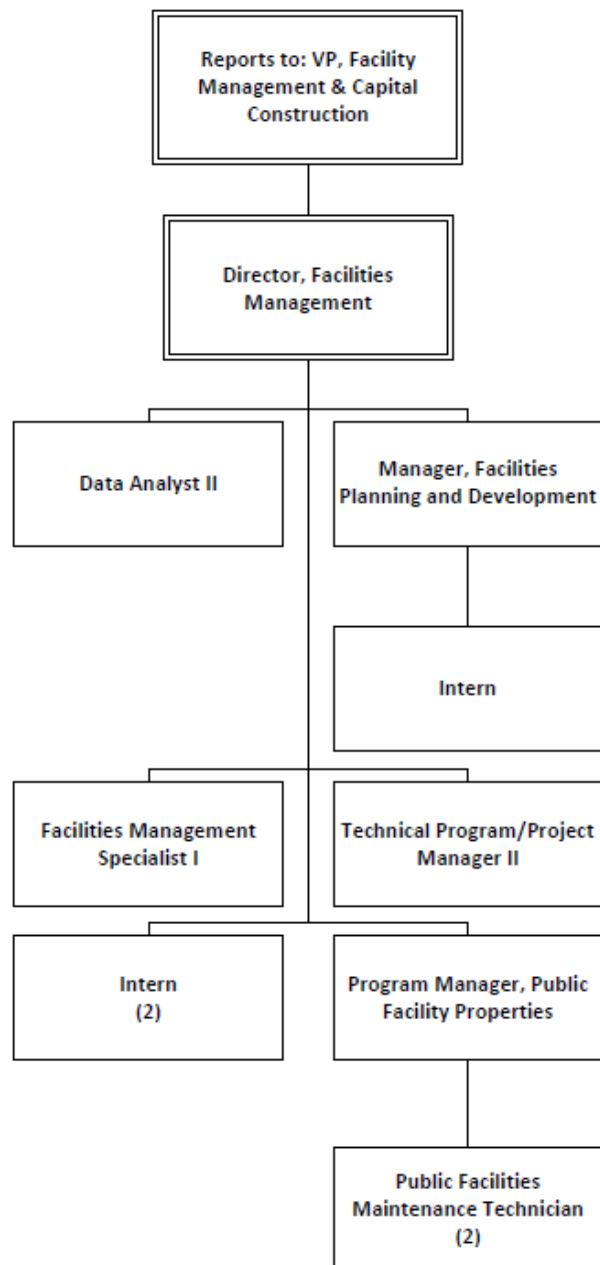 Reports to: VP, Facility
Management & Capital
Construction
Director, Facilities
Management
Data Analyst II
Manager, Facilities
Planning and Development
Intern
Facilities Management
Specialist I
Technical Program/Project
Manager II
Intern
(2)
Program Manager, Public
Facility Properties
Public Facilities
Maintenance Technician
(2)